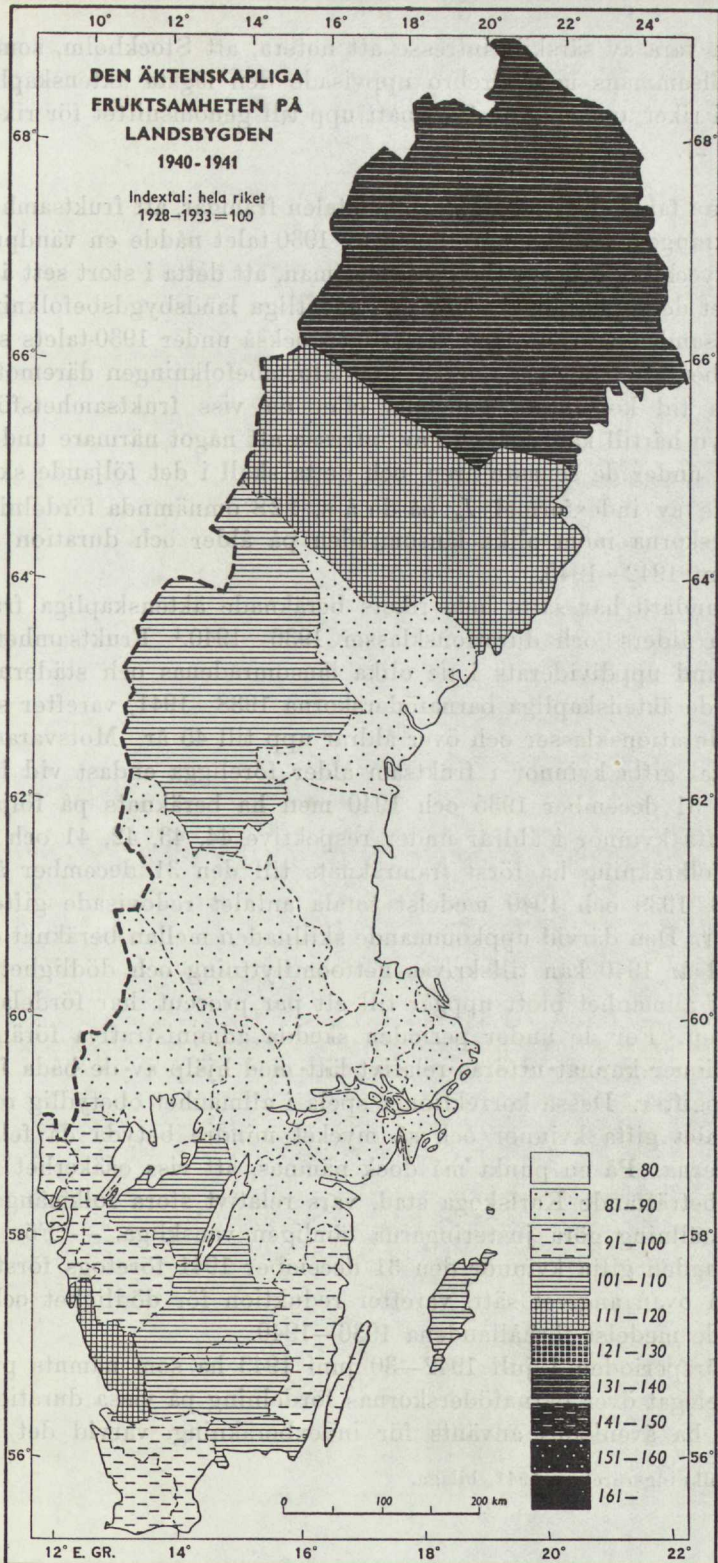 10° 12° 14° 16° 18° 20° 22° 24°
DEN ÄKTENSKAPLIGA
FRUKTSAMHETEN PÅ
LANDSBYGDEN
1940-1941
Indextal: hela riket
1928—1933=100
68° 68°
66° 66°
64° 64°
62° 62°
60° 60°
58° 58°
56° 56°
—80
81—90
91—100
101—110
111—120
121—130
131—140
141—150
151—160
161—
0 100 200 km
12° E. GR. 14° 16° 18° 20° 22°